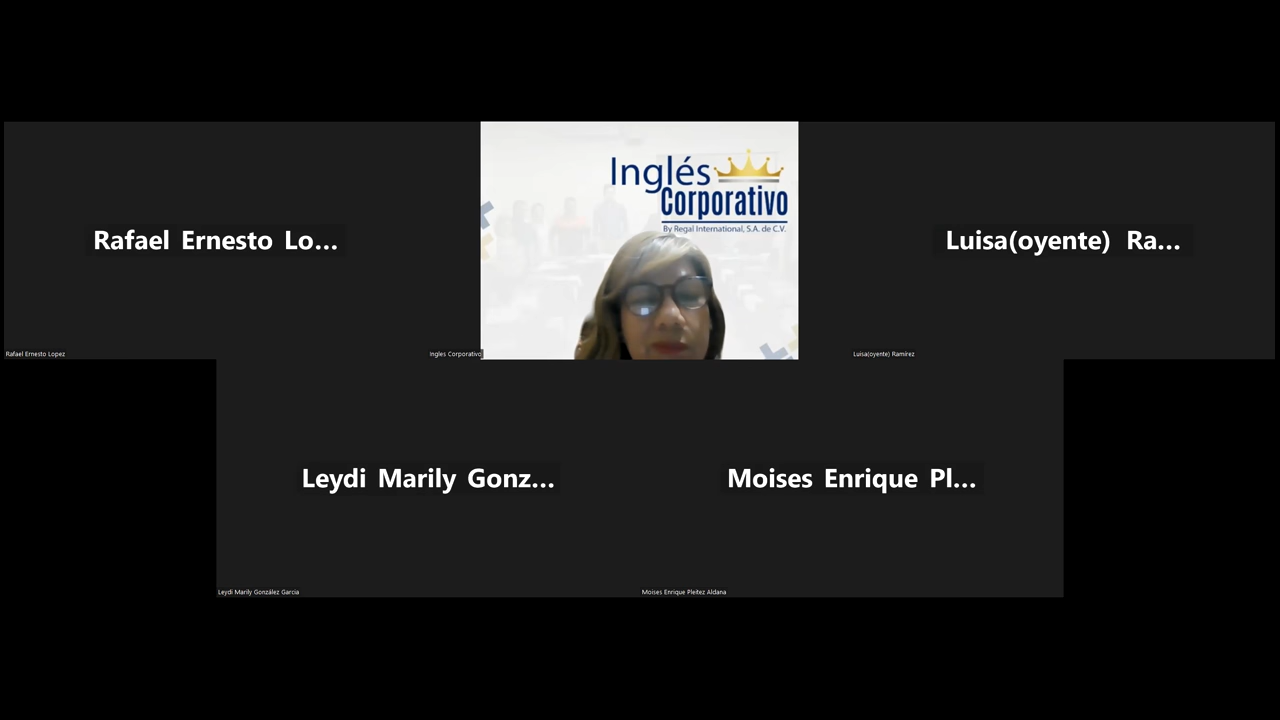 Rafael Ernesto Lo...
Inglés
Corporativo
By Regal International, S.A. de C.V.
Luisa(oyente) Ra...
Rafael Ernesto Lopez
Ingles Corporativo
Luisa(oyente) Ramírez
Leydi Marily Gonz...
Moises Enrique Pl...
Leydi Marily González Garcia
Moises Enrique Pleitez Aldana